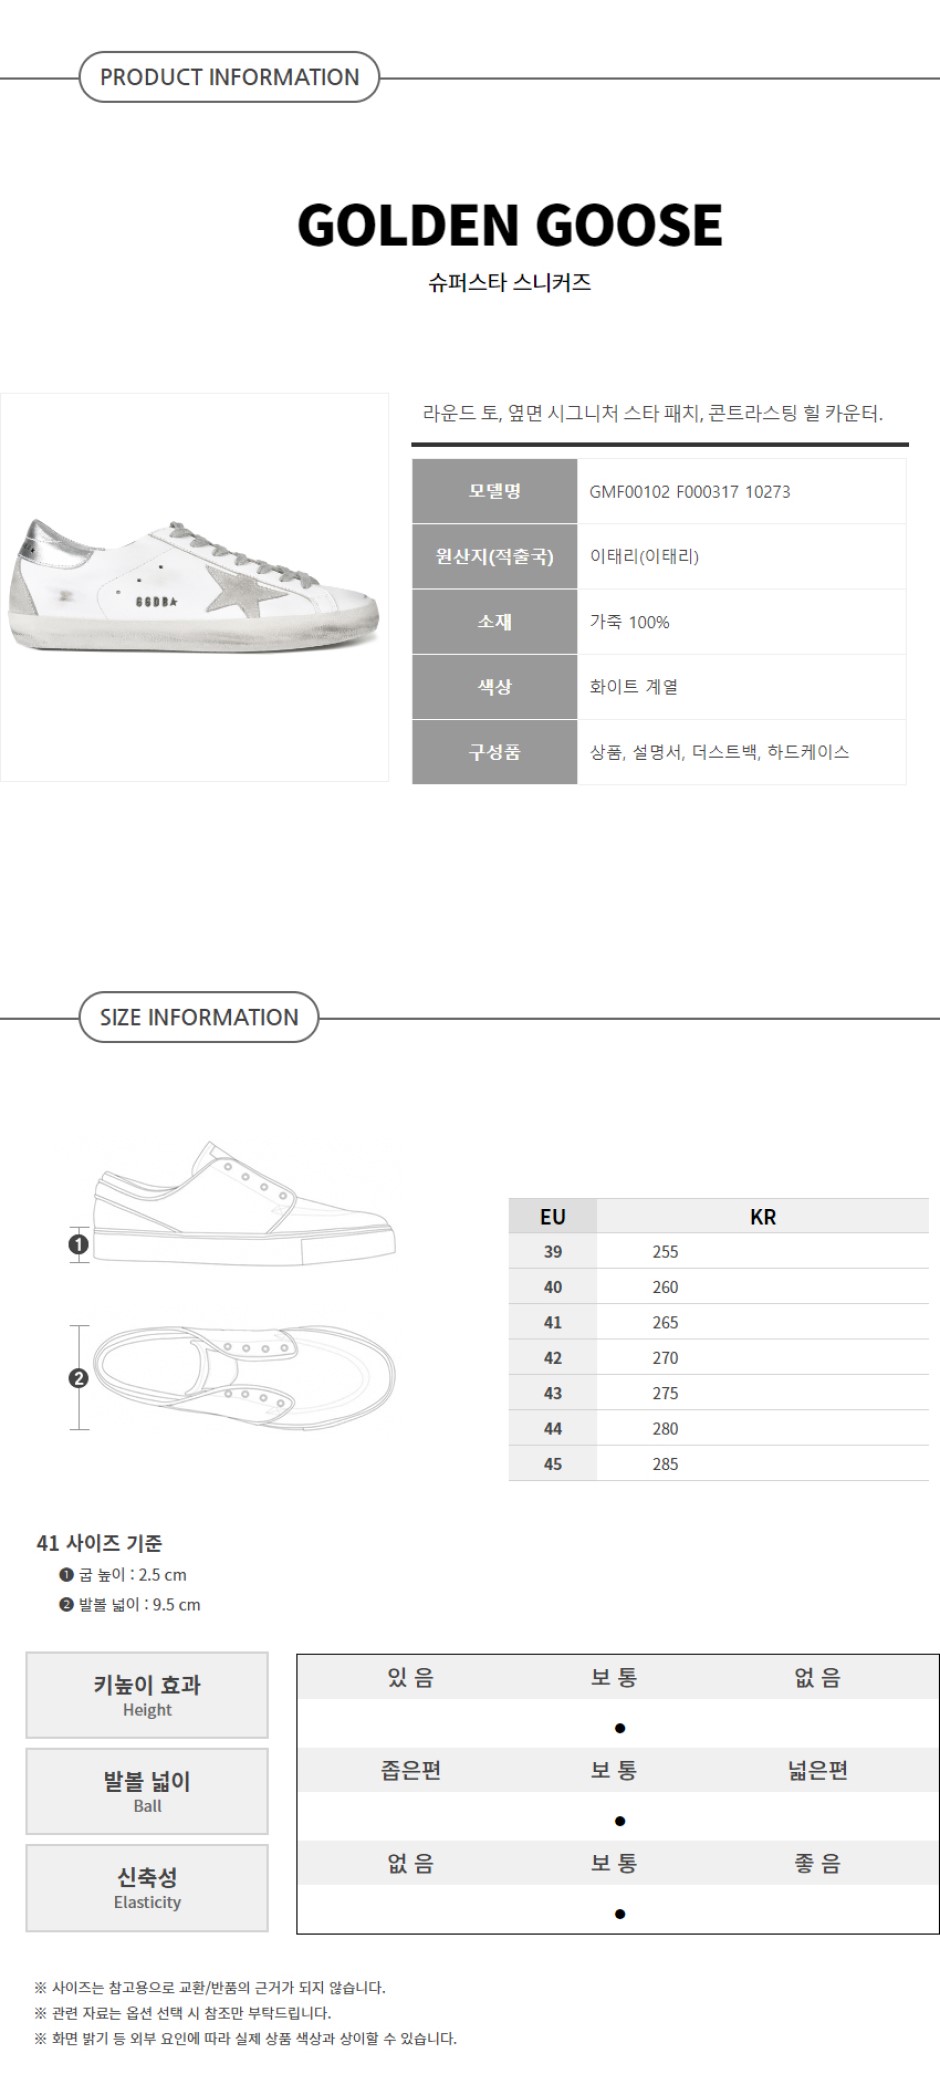 PRODUCT INFORMATION
GOLDEN GOOSE
슈퍼스타 스니커즈
라운드 토, 옆면 시그니처 스타 패치, 콘트라스팅 힐 카운터.
모델명 GMF00102 F000317 10273
원산지(적출국) 이태리(이태리)
소재 가죽 100%
색상 화이트 계열
구성품 상품, 설명서, 더스트백, 하드케이스
GGDB★
SIZE INFORMATION
EU KR
39 255
40 260
41 265
42 270
43 275
44 280
45 285
❶
❷
41 사이즈 기준
❶ 굽 높이 : 2.5 cm
❷ 발볼 넓이 : 9.5 cm
키높이 효과
Height
있 음 보 통 없 음
●
발볼 넓이
Ball
좁은편 보 통 넓은편
●
신축성
Elasticity
없 음 보 통 좋 음
●
※ 사이즈는 참고용으로 교환/반품의 근거가 되지 않습니다.
※ 관련 자료는 옵션 선택 시 참조만 부탁드립니다.
※ 화면 밝기 등 외부 요인에 따라 실제 상품 색상과 상이할 수 있습니다.